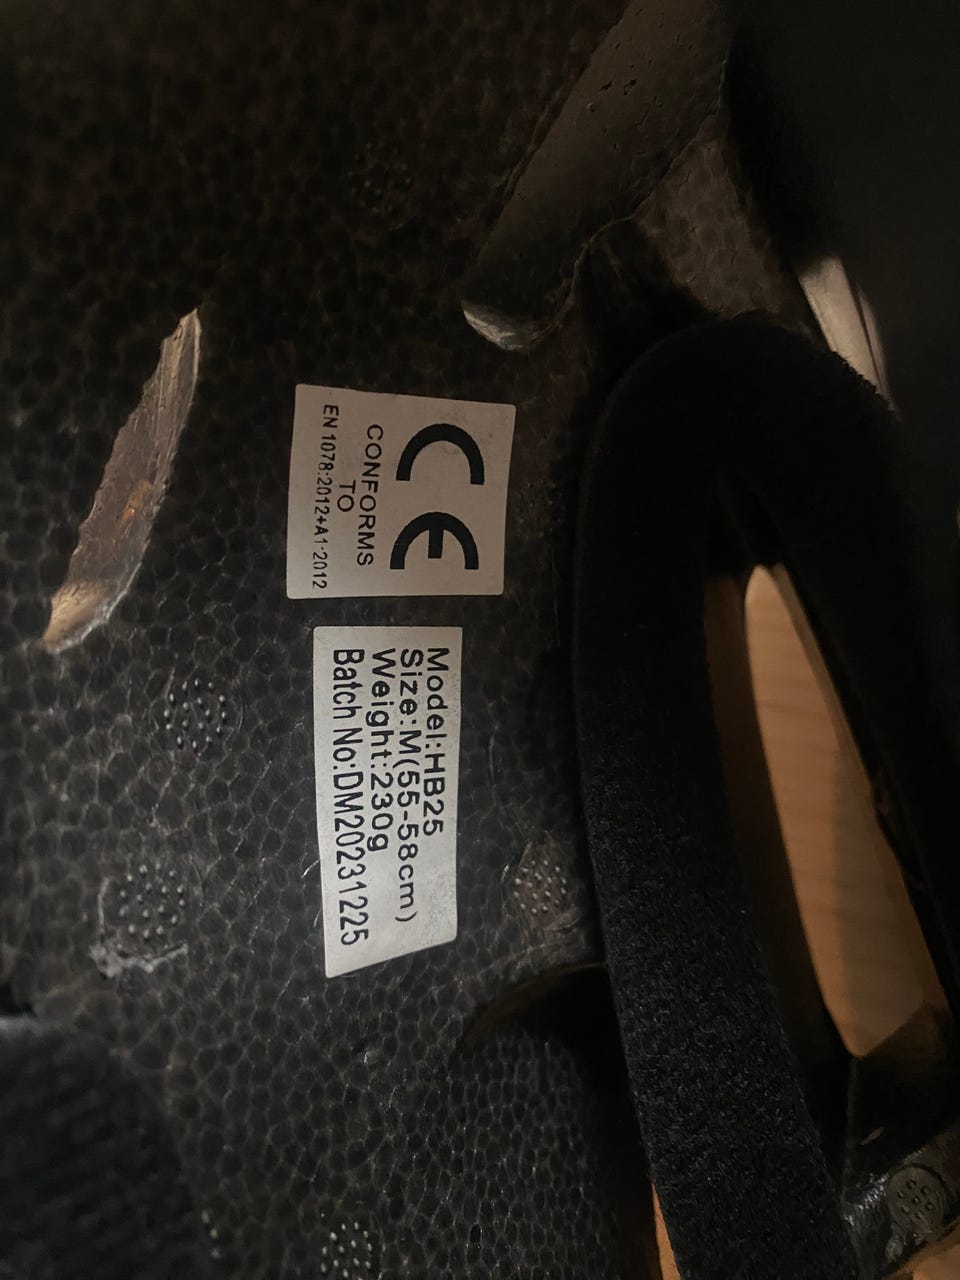 CE
CONFORMS
TO
EN 1078:2012+A1:2012
Model:HB25
Size:M(55-58cm)
Weight:230g
Batch No:DM20231225